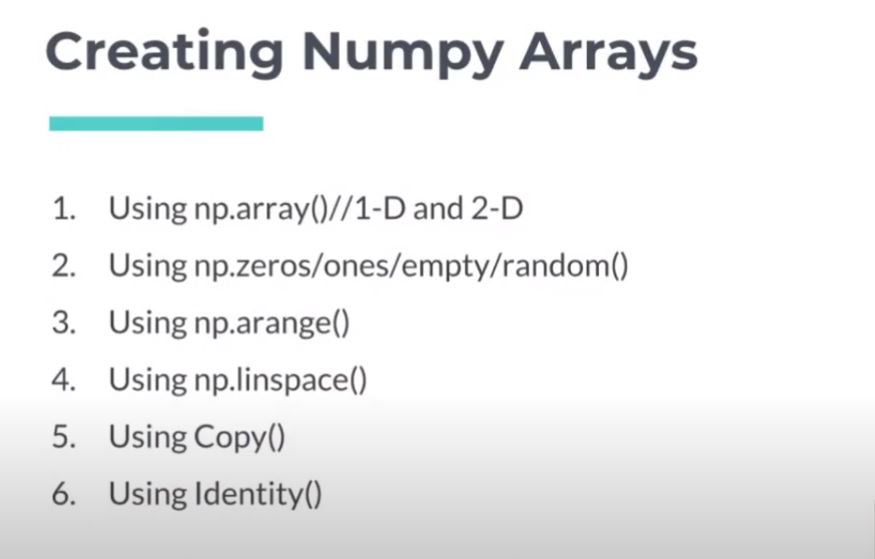 Creating Numpy Arrays
1. Using np.array()//1-D and 2-D
2. Using np.zeros/ones/empty/random()
3. Using np.arange()
4. Using np.linspace()
5. Using Copy()
6. Using Identity()